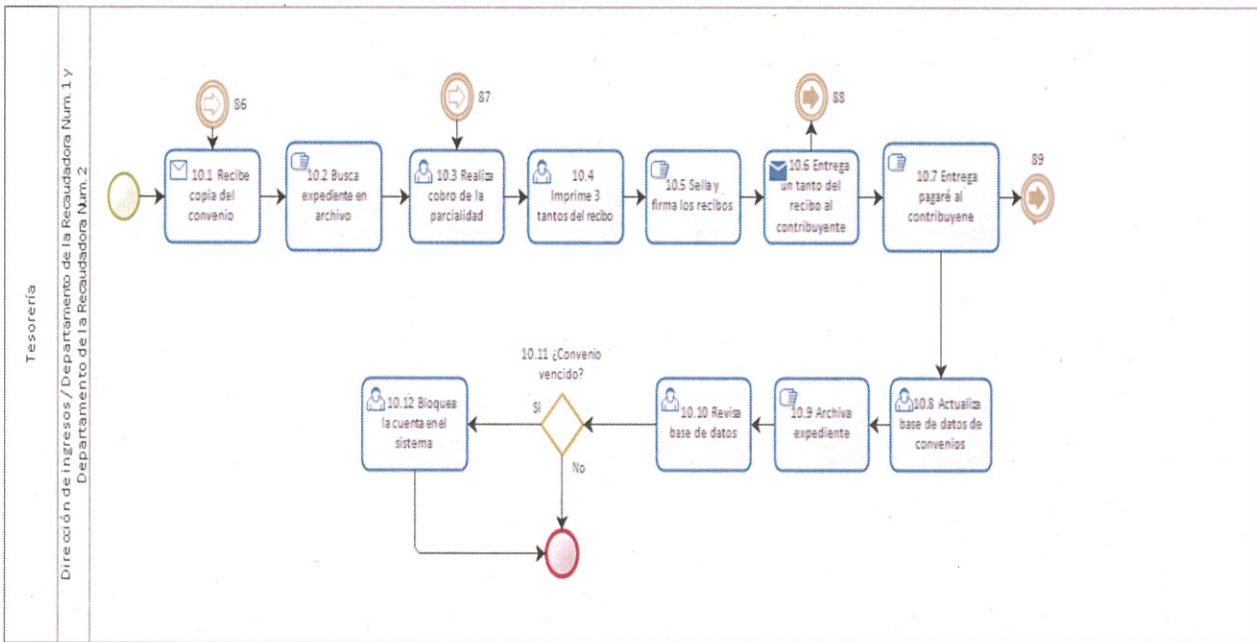 Tesorería
Dirección de ingresos / Departamento de la Recaudadora Num. 1 y
Departamento de la Recaudadora Num. 2
86
10.1 Recibe
copia del
convenio
10.2 Busca
expediente en
archivo
87
10.3 Realiza
cobro de la
parcialidad
10.4
Imprime 3
tantos del recibo
10.5 Sella y
firma los recibos
88
10.6 Entrega
un tanto del
recibo al
contribuyente
10.7 Entrega
pagaré al
contribuyene
89
10.8 Actualiza
base de datos de
convenios
10.9 Archiva
expediente
10.10 Revisa
base de datos
10.11 ¿Convenio
vencido?
Si
No
10.12 Bloquea
la cuenta en el
sistema